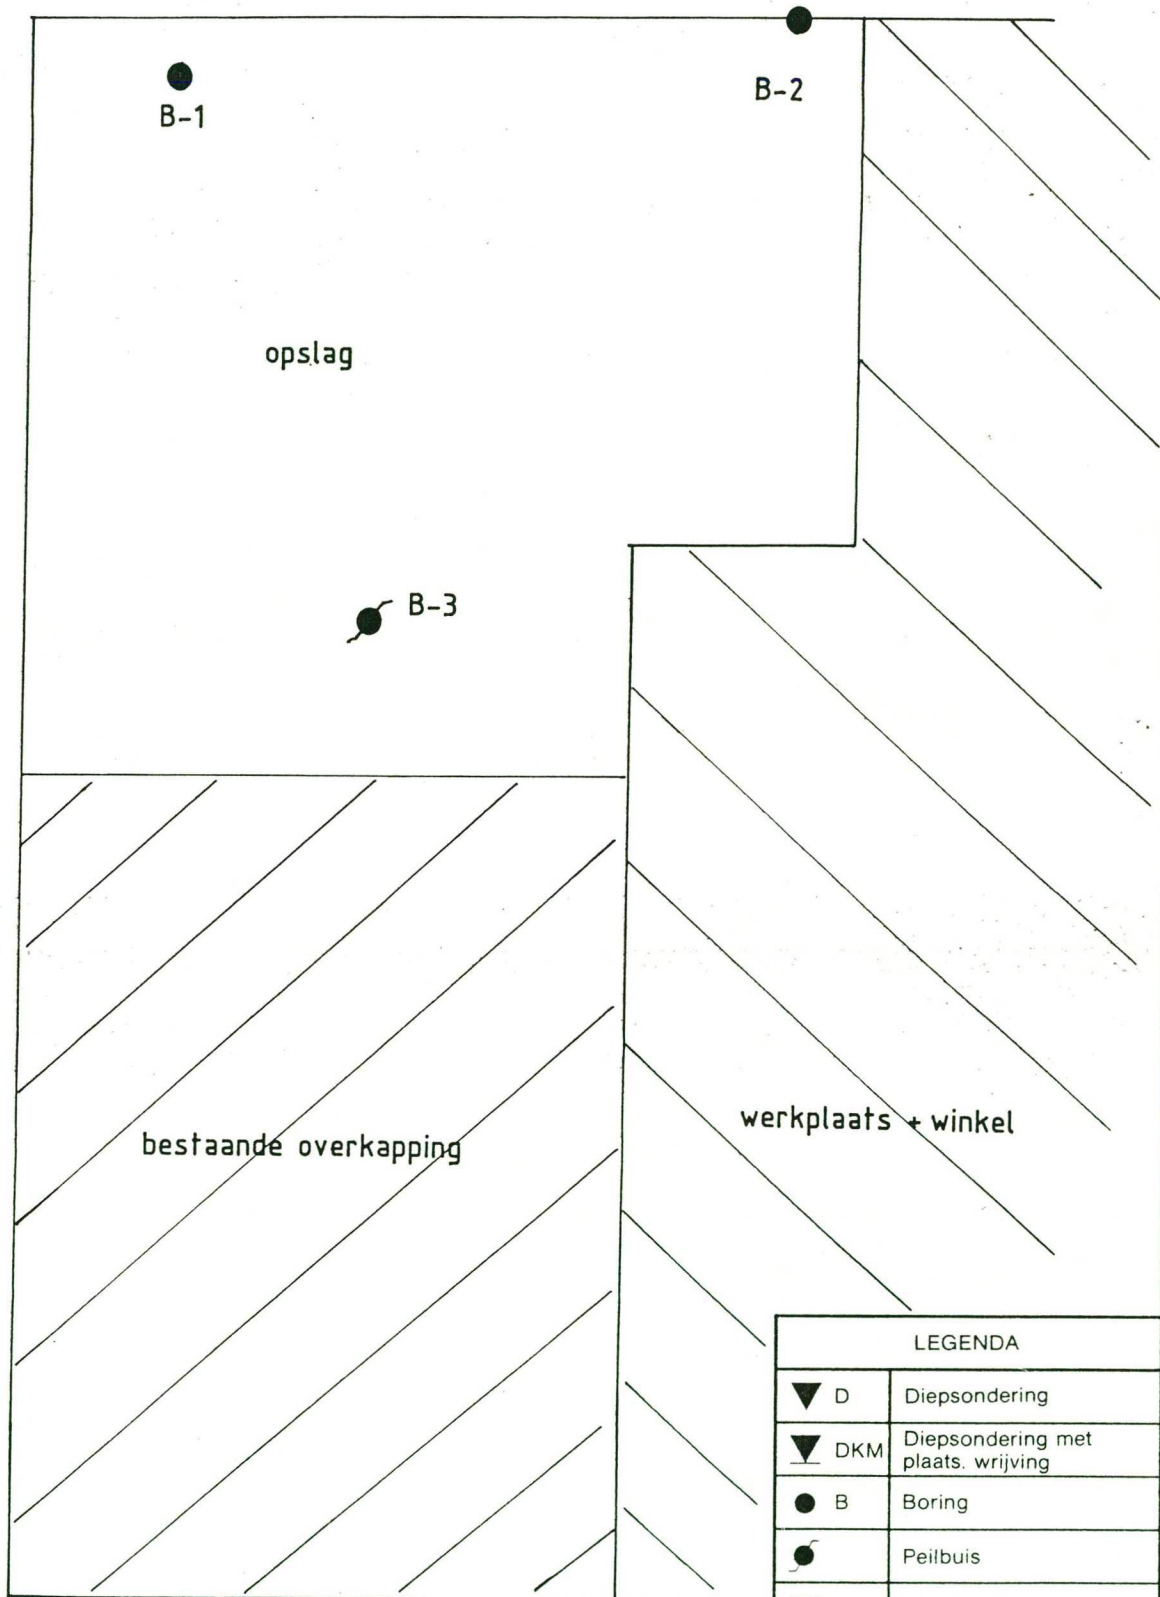 B-1
B-2
opslag
B-3
bestaande overkapping
werkplaats + winkel
LEGENDA
D Diepsondering
DKM Diepsondering met
plaats. wrijving
B Boring
Peilbuis